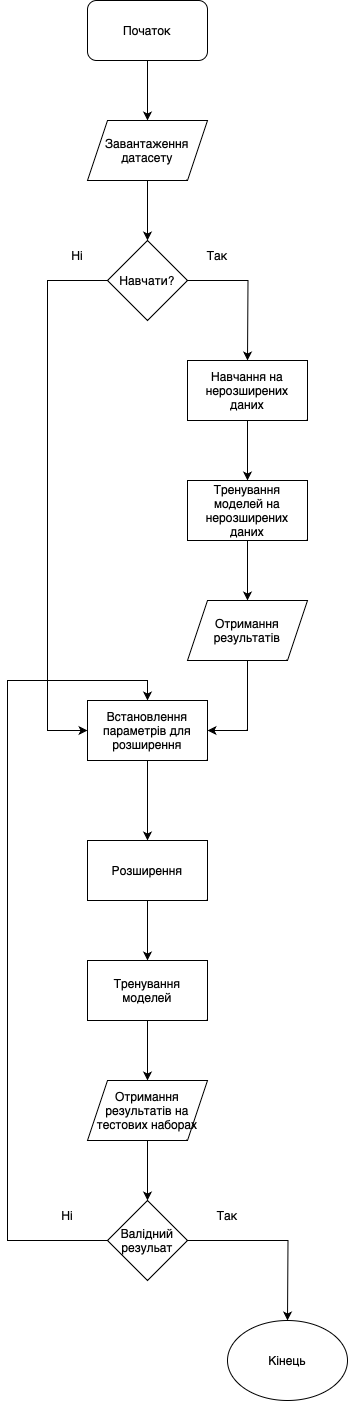 Початок
Завантаження
датасету
Ні
Так
Навчати?
Навчання на
нерозширених
даних
Тренування
моделей на
нерозширених
даних
Отримання
результатів
Встановлення
параметрів для
розширення
Розширення
Тренування
моделей
Отримання
результатів на
тестових наборах
Ні
Так
Валідний
резульат
Кінець